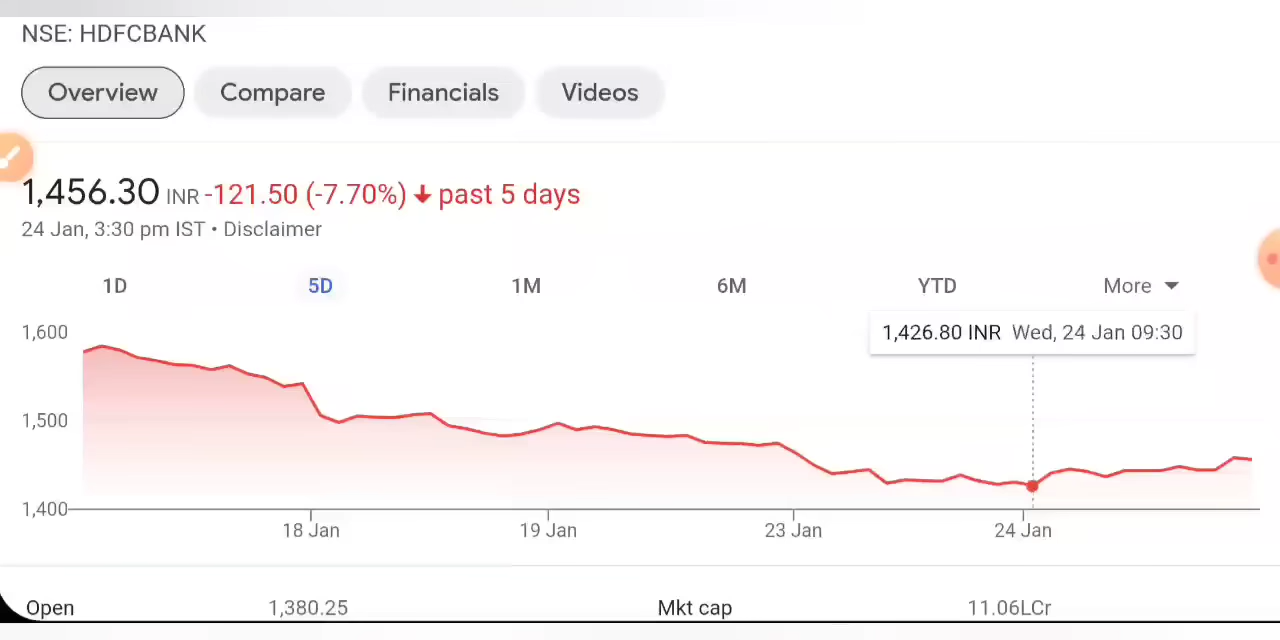 NSE: HDFCBANK
Overview Compare Financials Videos
1,456.30 INR -121.50 (-7.70%) ↓ past 5 days
24 Jan, 3:30 pm IST • Disclaimer
1D 5D 1M 6M YTD More
1,426.80 INR Wed, 24 Jan 09:30
1,600
1,500
1,400
18 Jan 19 Jan 23 Jan 24 Jan
Open 1,380.25 Mkt cap 11.06LCr